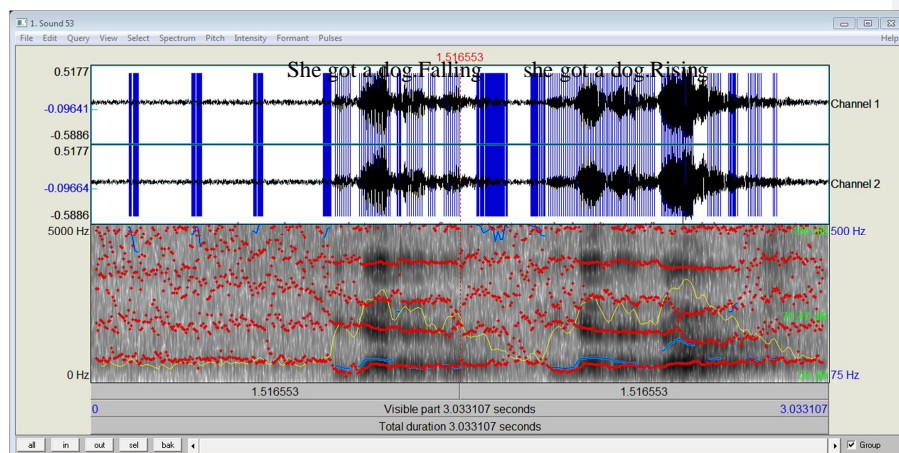 1. Sound 53
File Edit Query View Select Spectrum Pitch Intensity Formant Pulses Help
1.516553
She got a dog.Falling she got a dog.Rising
0.5177
-0.09641
-0.5886
Channel 1
0.5177
-0.09664
-0.5886
Channel 2
5000 Hz
500 Hz
0 Hz
75 Hz
1.516553 1.516553
0 Visible part 3.033107 seconds 3.033107
Total duration 3.033107 seconds
all in out sel bak Group